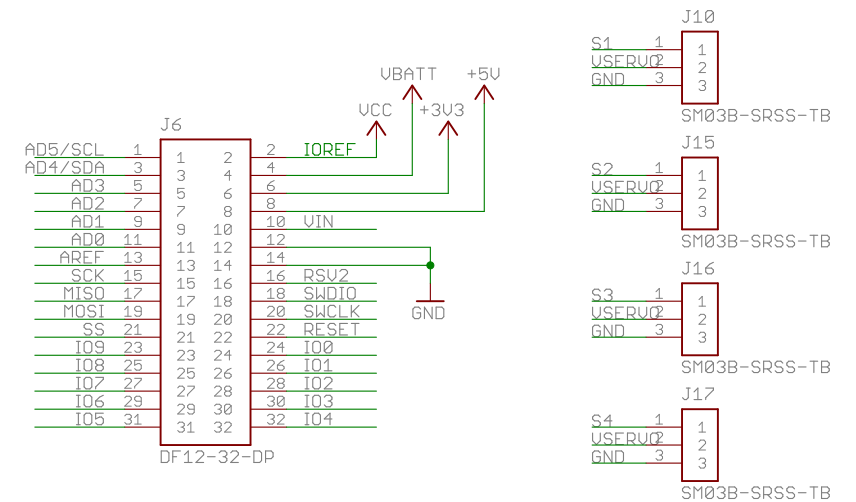 J10
S1 1 1
VSERVO 2 2
GND 3 3
SM03B-SRSS-TB
VBATT +5V
VCC +3V3
J6
J15
AD5/SCL 1 1 2 2 IOREF
AD4/SDA 3 3 4 4
AD3 5 5 6 6
AD2 7 7 8 8
AD1 9 9 10 10 VIN
AD0 11 11 12 12
AREF 13 13 14 14
SCK 15 15 16 16 RSV2
MISO 17 17 18 18 SWDIO
MOSI 19 19 20 20 SWCLK
SS 21 21 22 22 RESET
IO9 23 23 24 24 IO0
IO8 25 25 26 26 IO1
IO7 27 27 28 28 IO2
IO6 29 29 30 30 IO3
IO5 31 31 32 32 IO4
DF12-32-DP
GND
S2 1 1
VSERVO 2 2
GND 3 3
SM03B-SRSS-TB
J16
S3 1 1
VSERVO 2 2
GND 3 3
SM03B-SRSS-TB
J17
S4 1 1
VSERVO 2 2
GND 3 3
SM03B-SRSS-TB